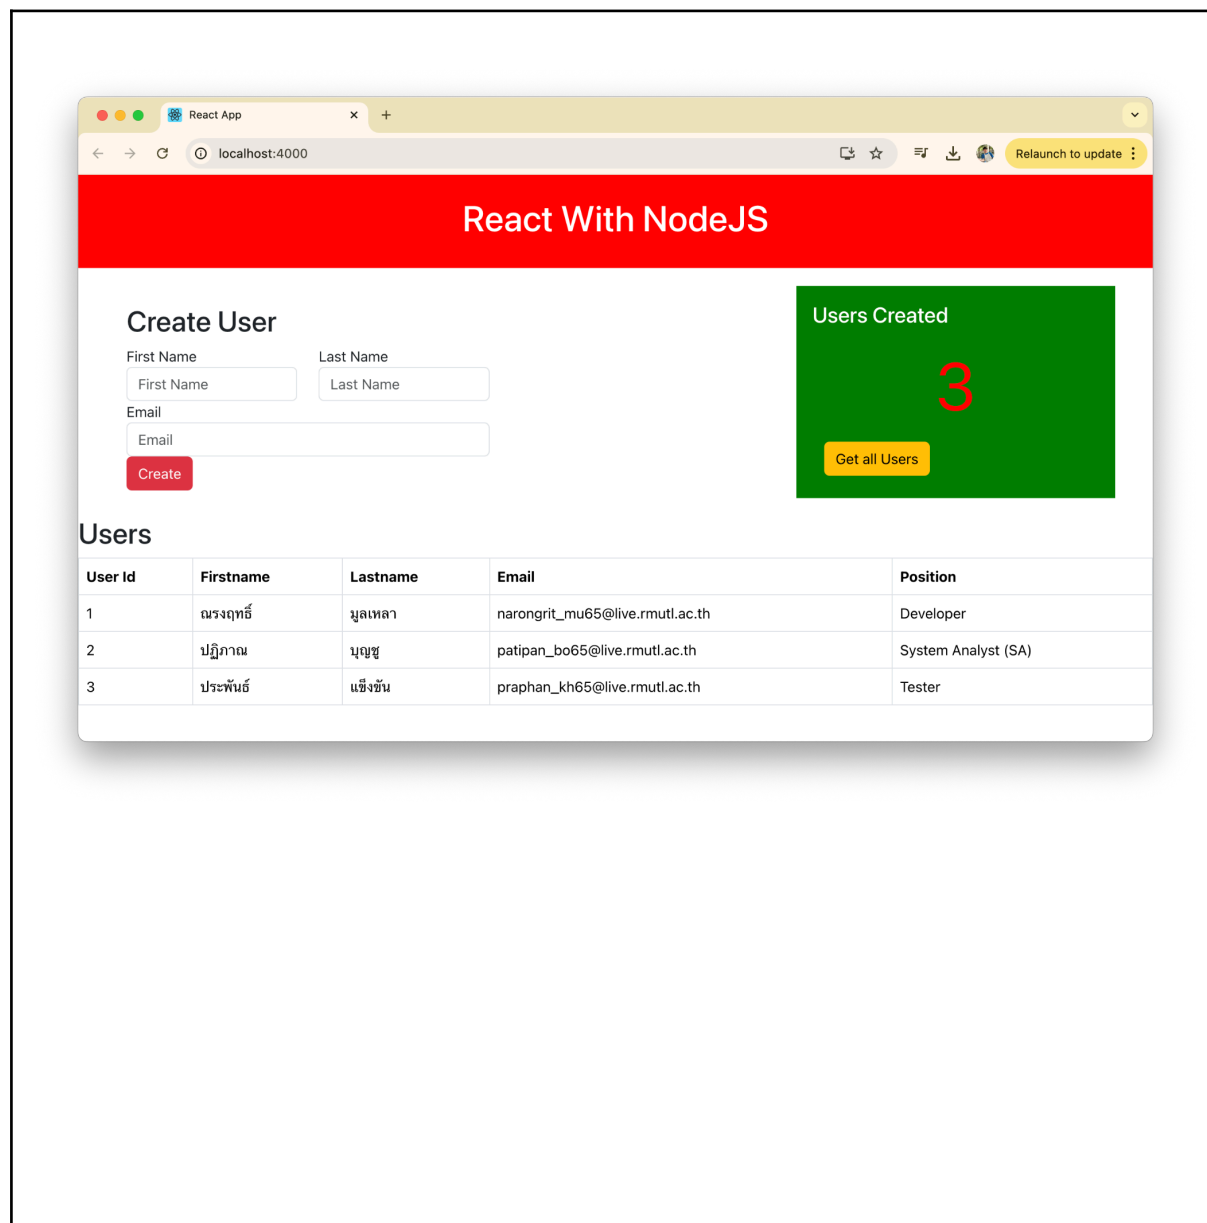 React App
localhost:4000
Relaunch to update
React With NodeJS
Create User
First Name Last Name
First Name Last Name
Email
Email
Create
Users Created
3
Get all Users
Users
User Id Firstname Lastname Email Position
1 ณรงฤทธิ์ มูลเหลา narongrit_mu65@live.rmutl.ac.th Developer
2 ปฏิภาณ บุญชู patipan_bo65@live.rmutl.ac.th System Analyst (SA)
3 ประพันธ์ แข็งขัน praphan_kh65@live.rmutl.ac.th Tester